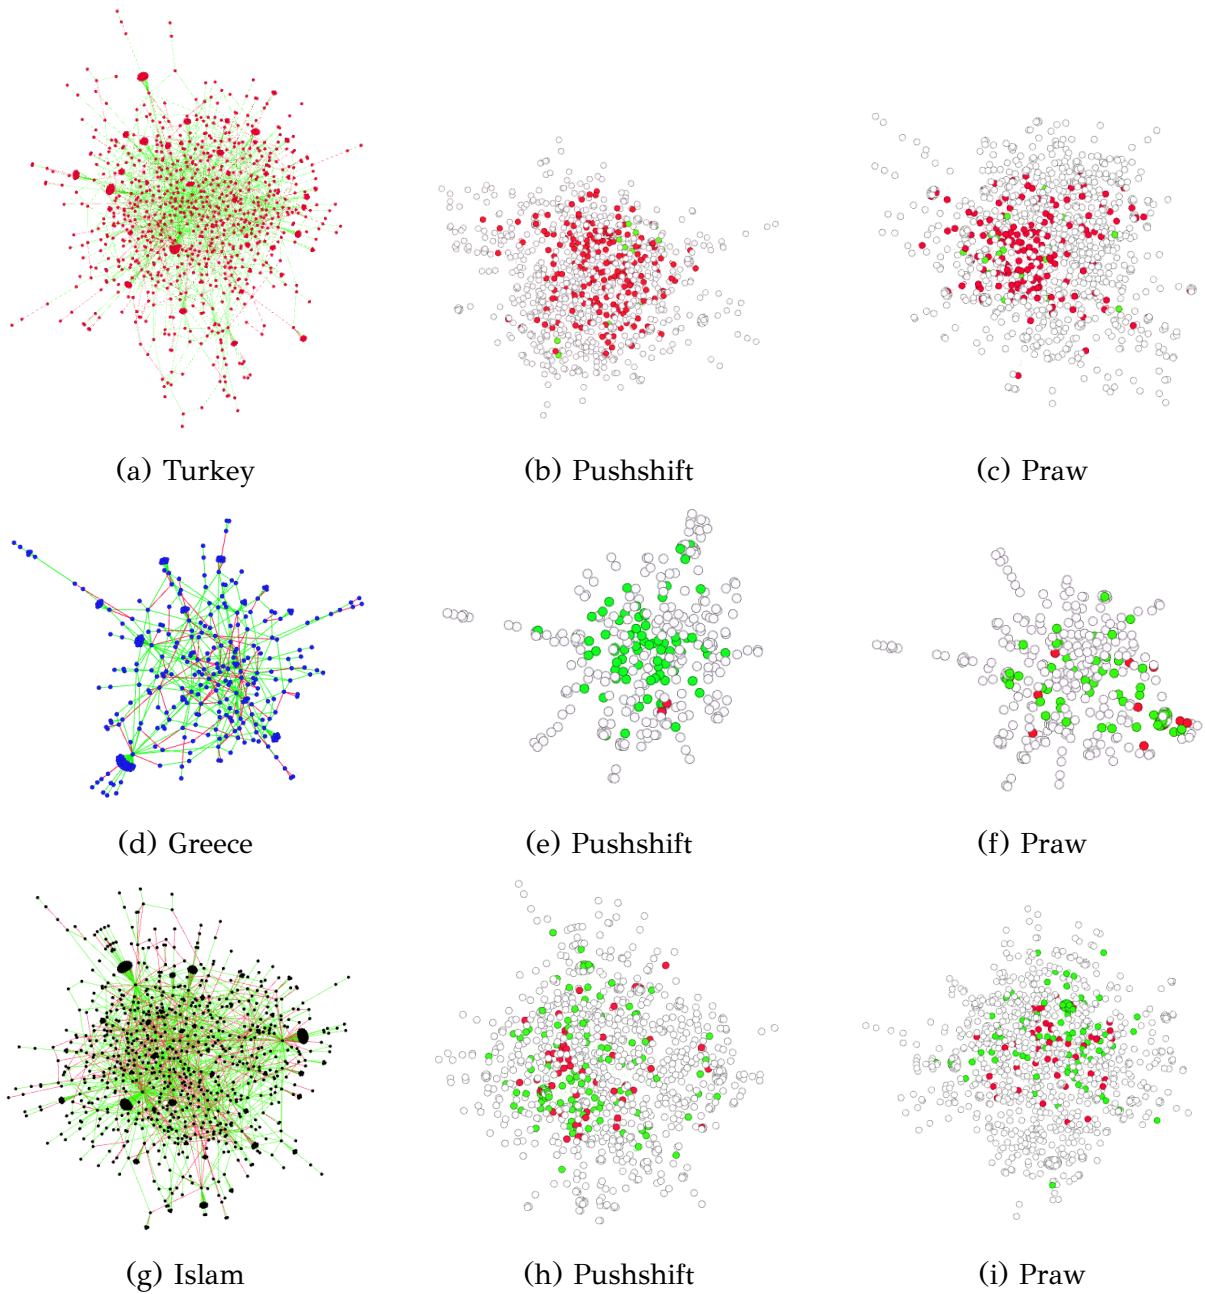 (a) Turkey
(b) Pushshift
(c) Praw
(d) Greece
(e) Pushshift
(f) Praw
(g) Islam
(h) Pushshift
(i) Praw